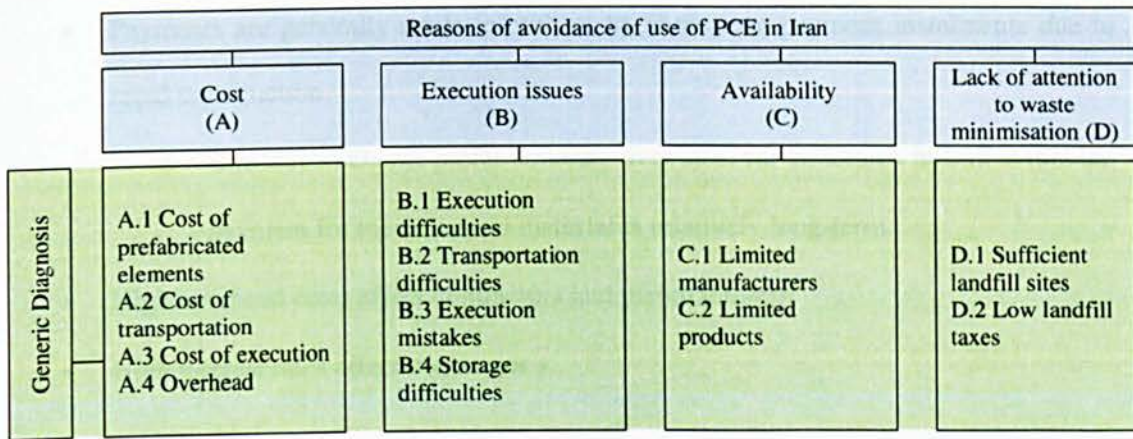 Reasons of avoidance of use of PCE in Iran
Cost
(A)
Execution issues
(B)
Availability
(C)
Lack of attention
to waste
minimisation (D)
Generic Diagnosis
A.1 Cost of
prefabricated
elements
A.2 Cost of
transportation
A.3 Cost of execution
A.4 Overhead
B.1 Execution
difficulties
B.2 Transportation
difficulties
B.3 Execution
mistakes
B.4 Storage
difficulties
C.1 Limited
manufacturers
C.2 Limited
products
D.1 Sufficient
landfill sites
D.2 Low landfill
taxes